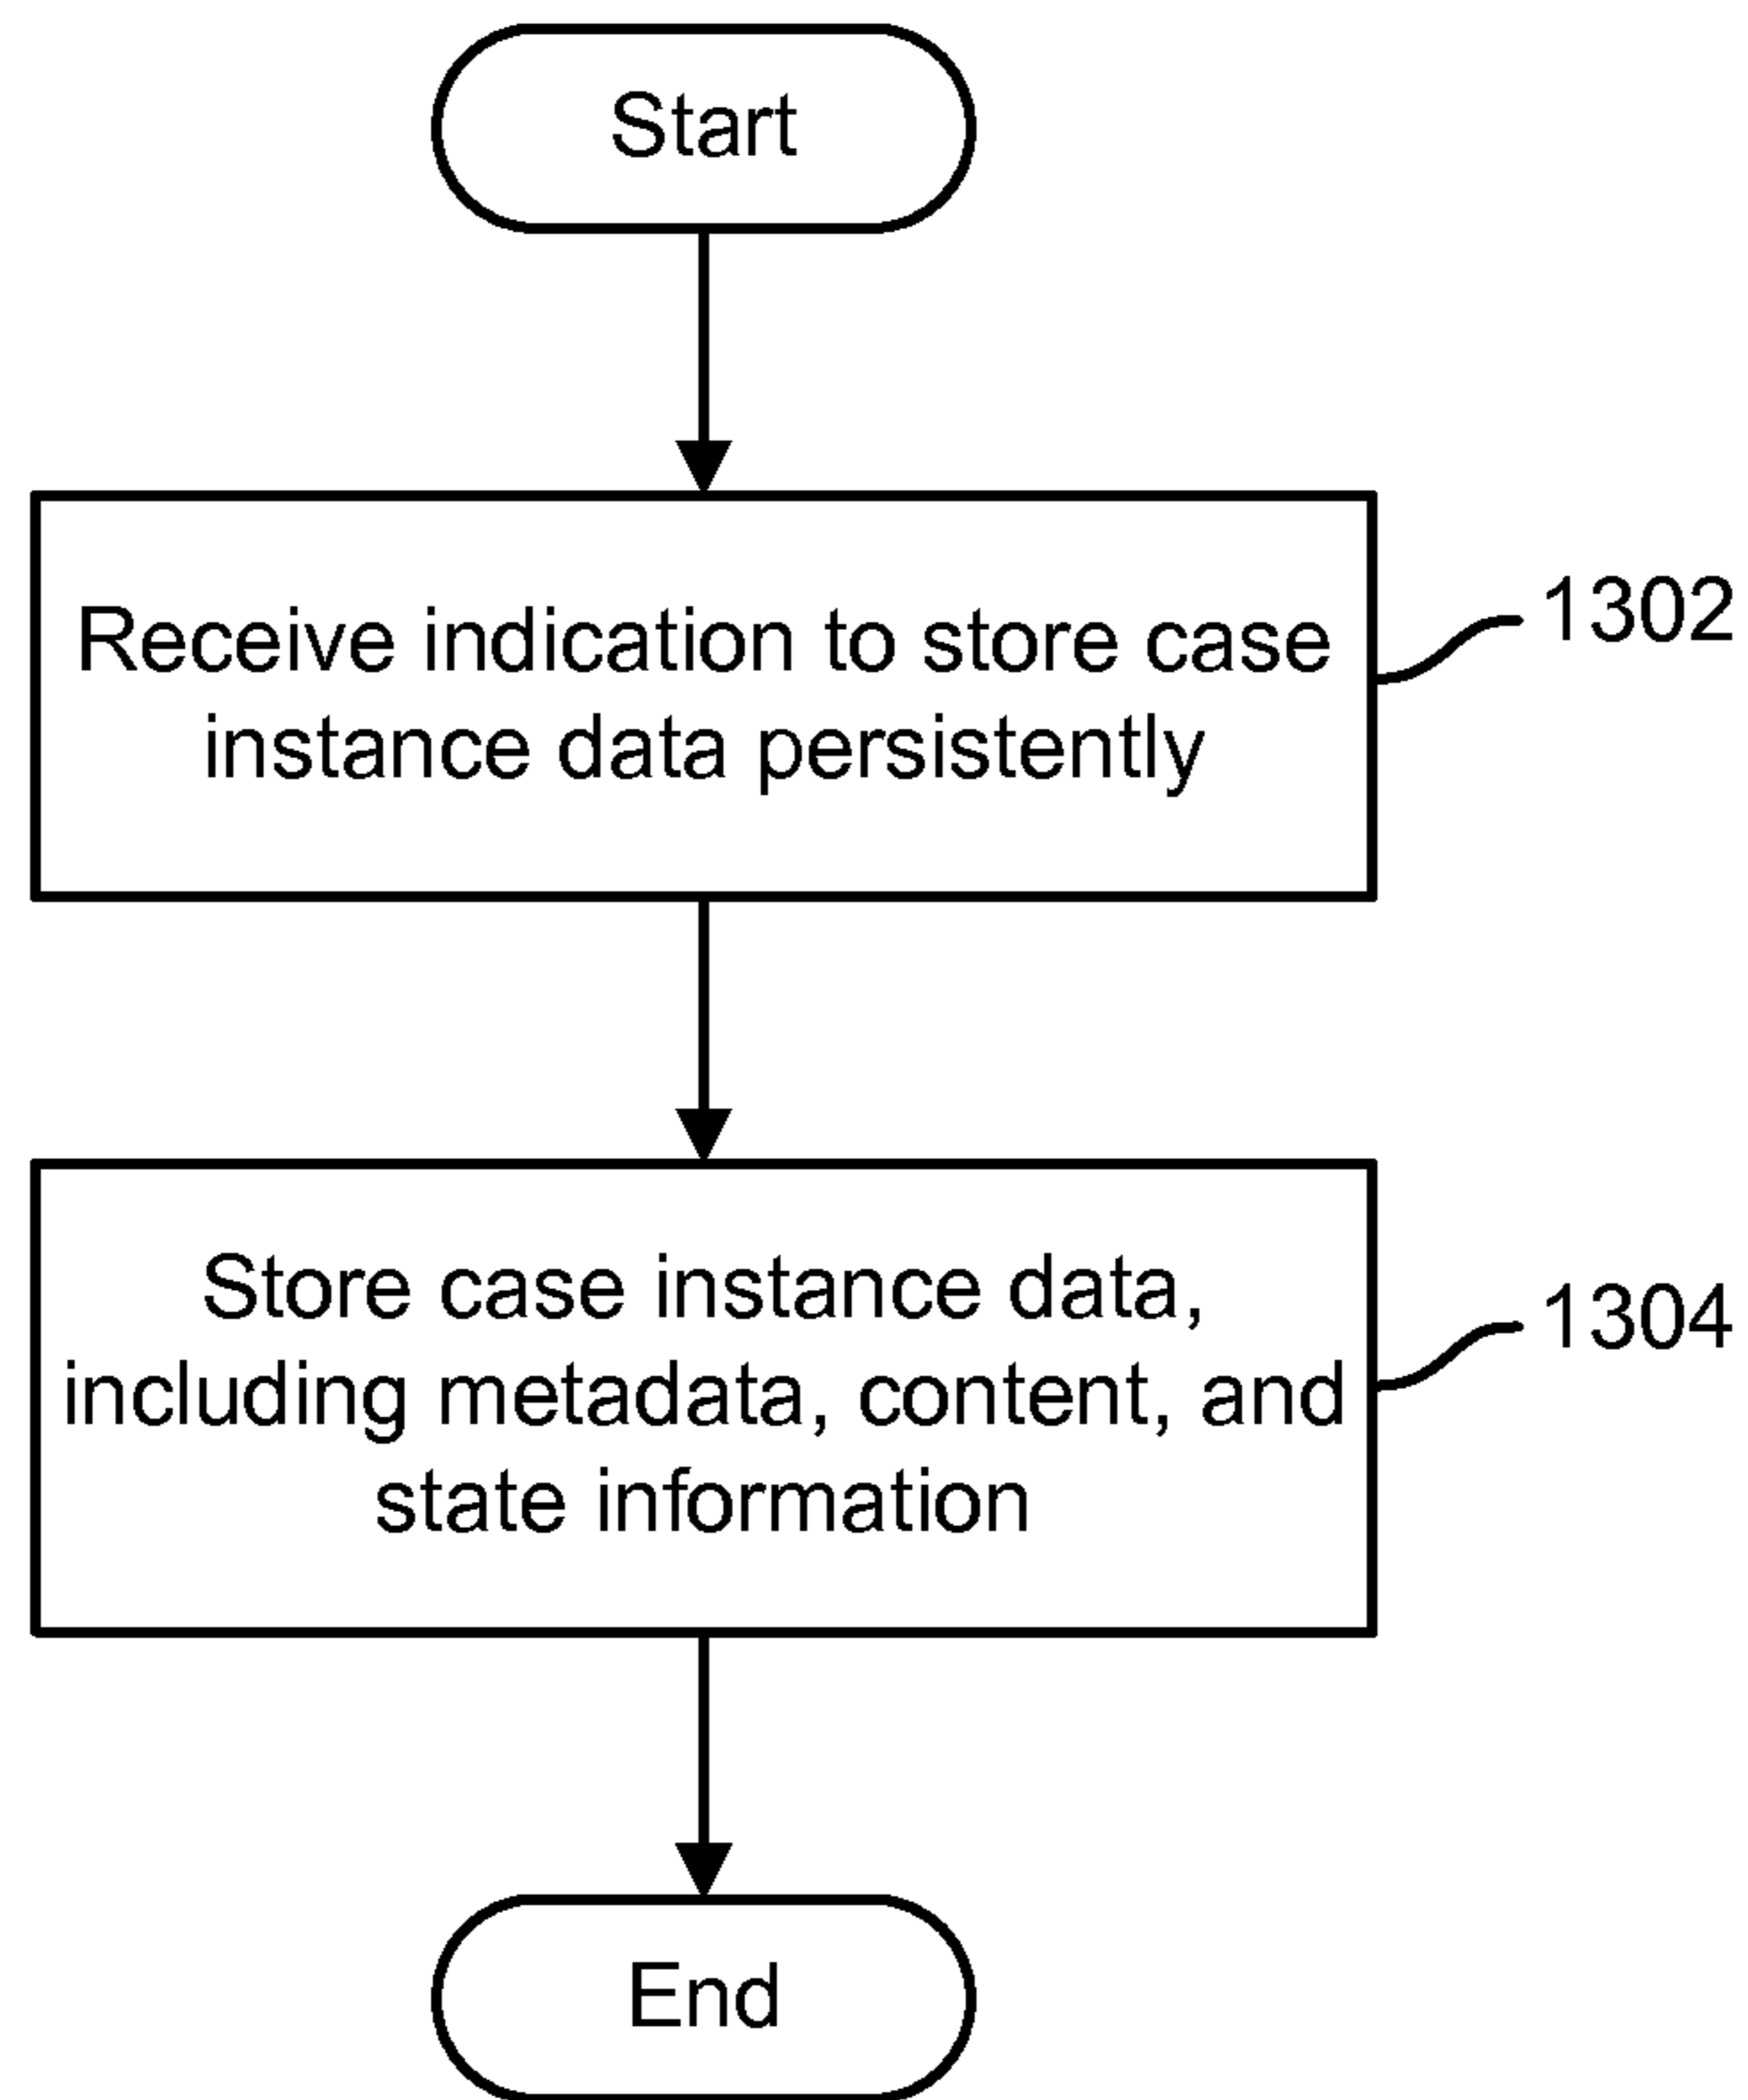 Start
Receive indication to store case
instance data persistently
1302
Store case instance data,
including metadata, content, and
state information
1304
End